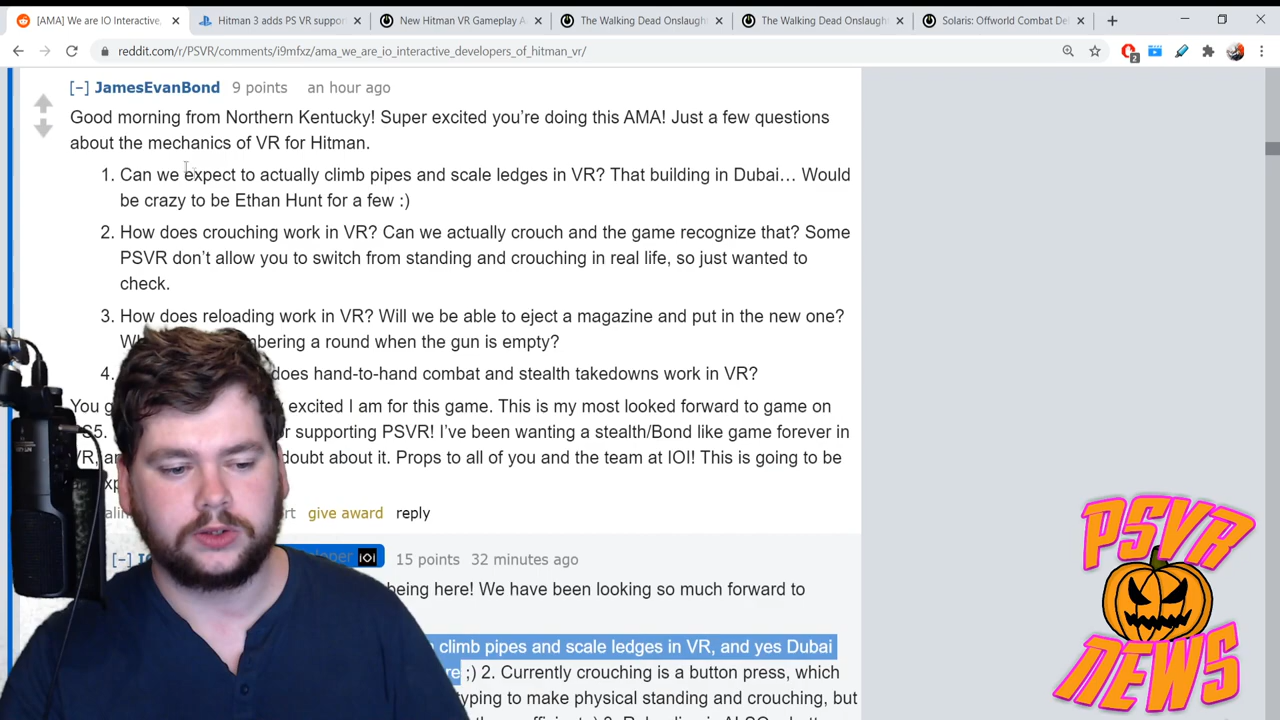 [AMA] We are IO Interactive,
Hitman 3 adds PS VR suppor
New Hitman VR Gameplay A
The Walking Dead Onslaugh
The Walking Dead Onslaugh
Solaris: Offworld Combat De
reddit.com/r/PSVR/comments/i9mfxz/ama_we_are_io_interactive_developers_of_hitman_vr/
2
[–] JamesEvanBond 9 points an hour ago
Good morning from Northern Kentucky! Super excited you're doing this AMA! Just a few questions
about the mechanics of VR for Hitman.
1. Can we expect to actually climb pipes and scale ledges in VR? That building in Dubai… Would
be crazy to be Ethan Hunt for a few :)
2. How does crouching work in VR? Can we actually crouch and the game recognize that? Some
PSVR don't allow you to switch from standing and crouching in real life, so just wanted to
check.
3. How does reloading work in VR? Will we be able to eject a magazine and put in the new one?
a round when the gun is empty?
4. does hand-to-hand combat and stealth takedowns work in VR?
You excited I am for this game. This is my most looked forward to game on
supporting PSVR! I've been wanting a stealth/Bond like game forever in
VR, doubt about it. Props to all of you and the team at IOI! This is going to be
give award reply
[–] IOI 15 points 32 minutes ago
being here! We have been looking so much forward to
climb pipes and scale ledges in VR, and yes Dubai
;) 2. Currently crouching is a button press, which
to make physical standing and crouching, but
PSVR
NEWS